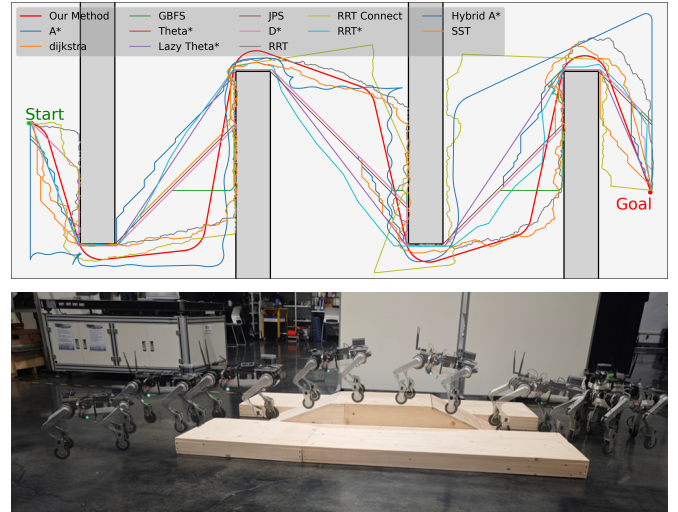 Our Method GBFS JPS RRT Connect Hybrid A*
A* Theta* D* RRT* SST
dijkstra Lazy Theta* RRT
Start
Goal